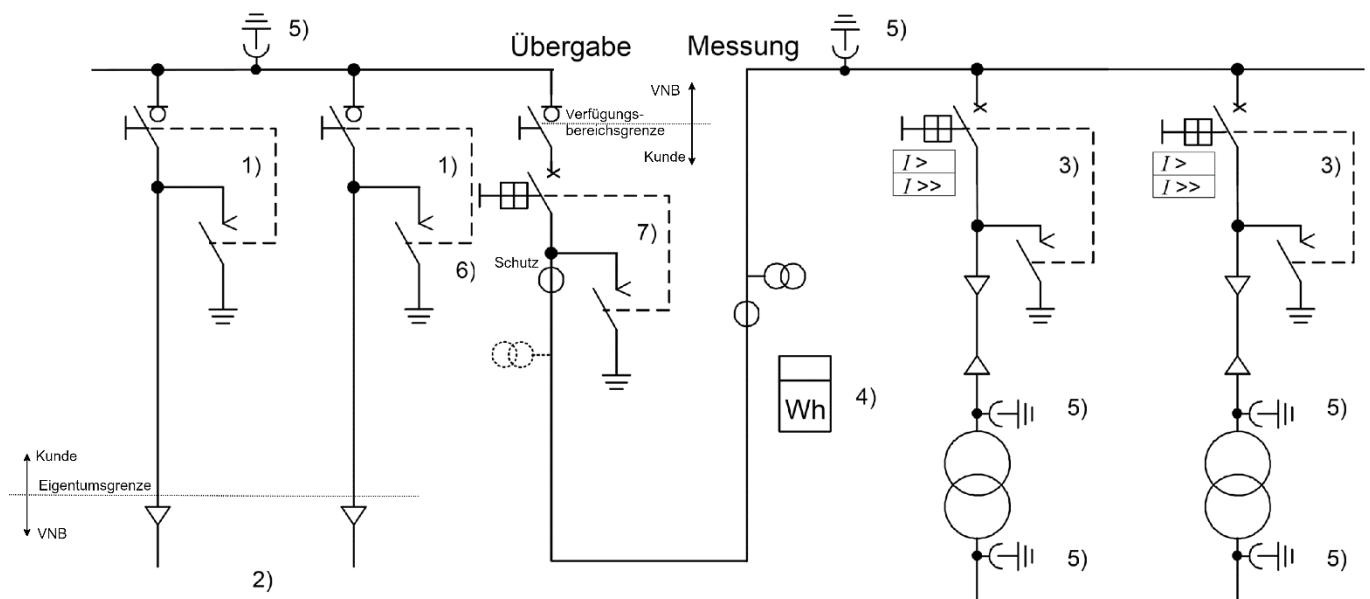 5)
Übergabe
Messung
5)
VNB
Verfügungs-
bereichsgrenze
Kunde
1)
1)
I >
I >>
3)
I >
I >>
3)
7)
6)
Schutz
Wh
4)
5)
5)
Kunde
Eigentumsgrenze
VNB
2)
5)
5)